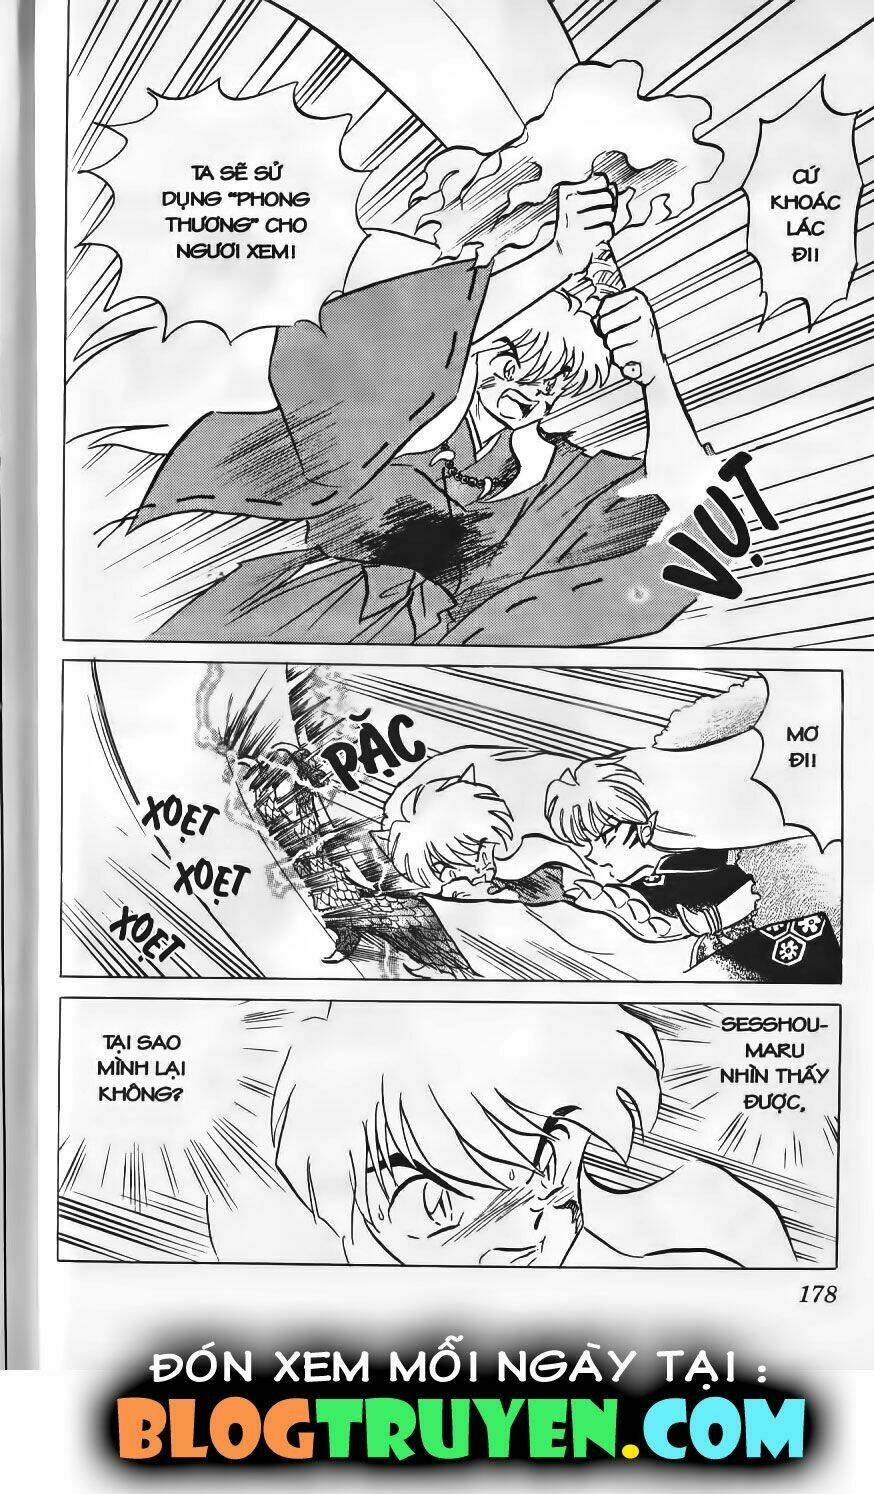 CỨ
KHOÁC
LÁC
ĐI!
TA SẼ SỬ
DỤNG "PHONG
THƯƠNG" CHO
NGƯƠI XEM!
VỤT
MƠ
ĐI!
PẶC
XOẸT
XOẸT
XOẸT
SESSHOU-
MARU
NHÌN THẤY
ĐƯỢC,
TẠI SAO
MÌNH LẠI
KHÔNG?
178
ĐÓN XEM MỖI NGÀY TẠI :
BLOGTRUYEN.COM